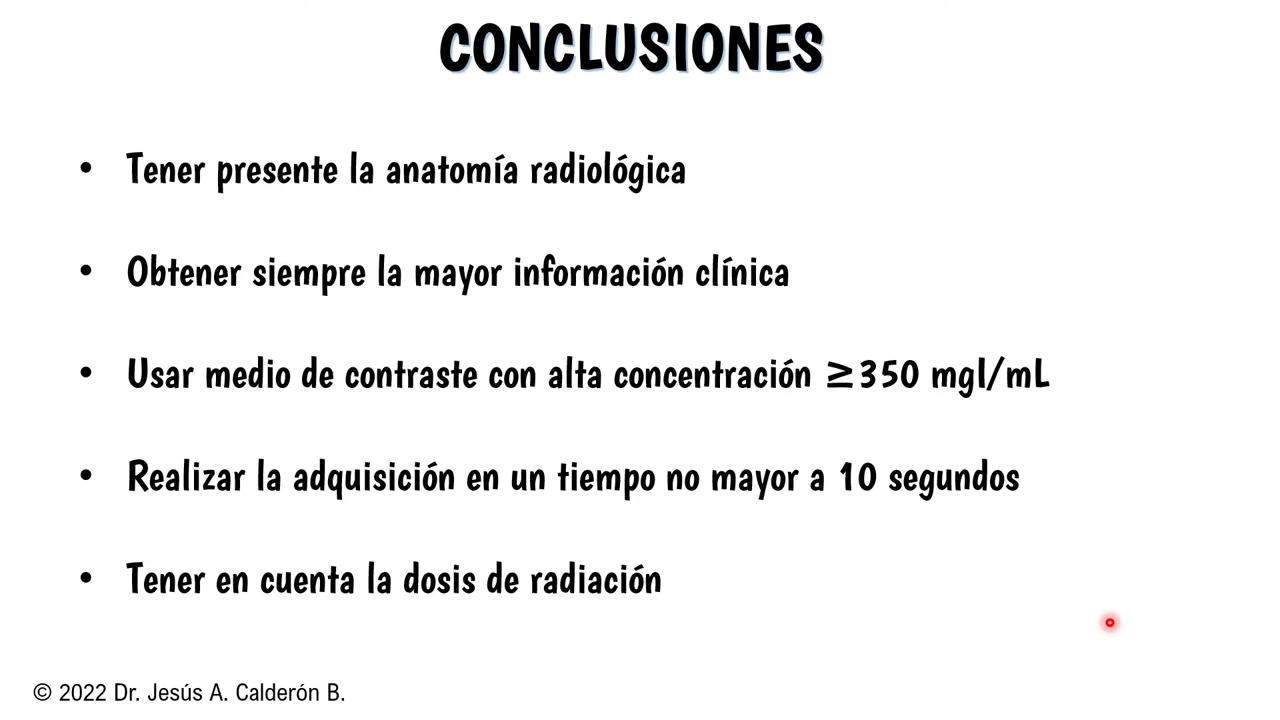 CONCLUSIONES
• Tener presente la anatomía radiológica
• Obtener siempre la mayor información clínica
• Usar medio de contraste con alta concentración ≥350 mgI/mL
• Realizar la adquisición en un tiempo no mayor a 10 segundos
• Tener en cuenta la dosis de radiación
© 2022 Dr. Jesús A. Calderón B.